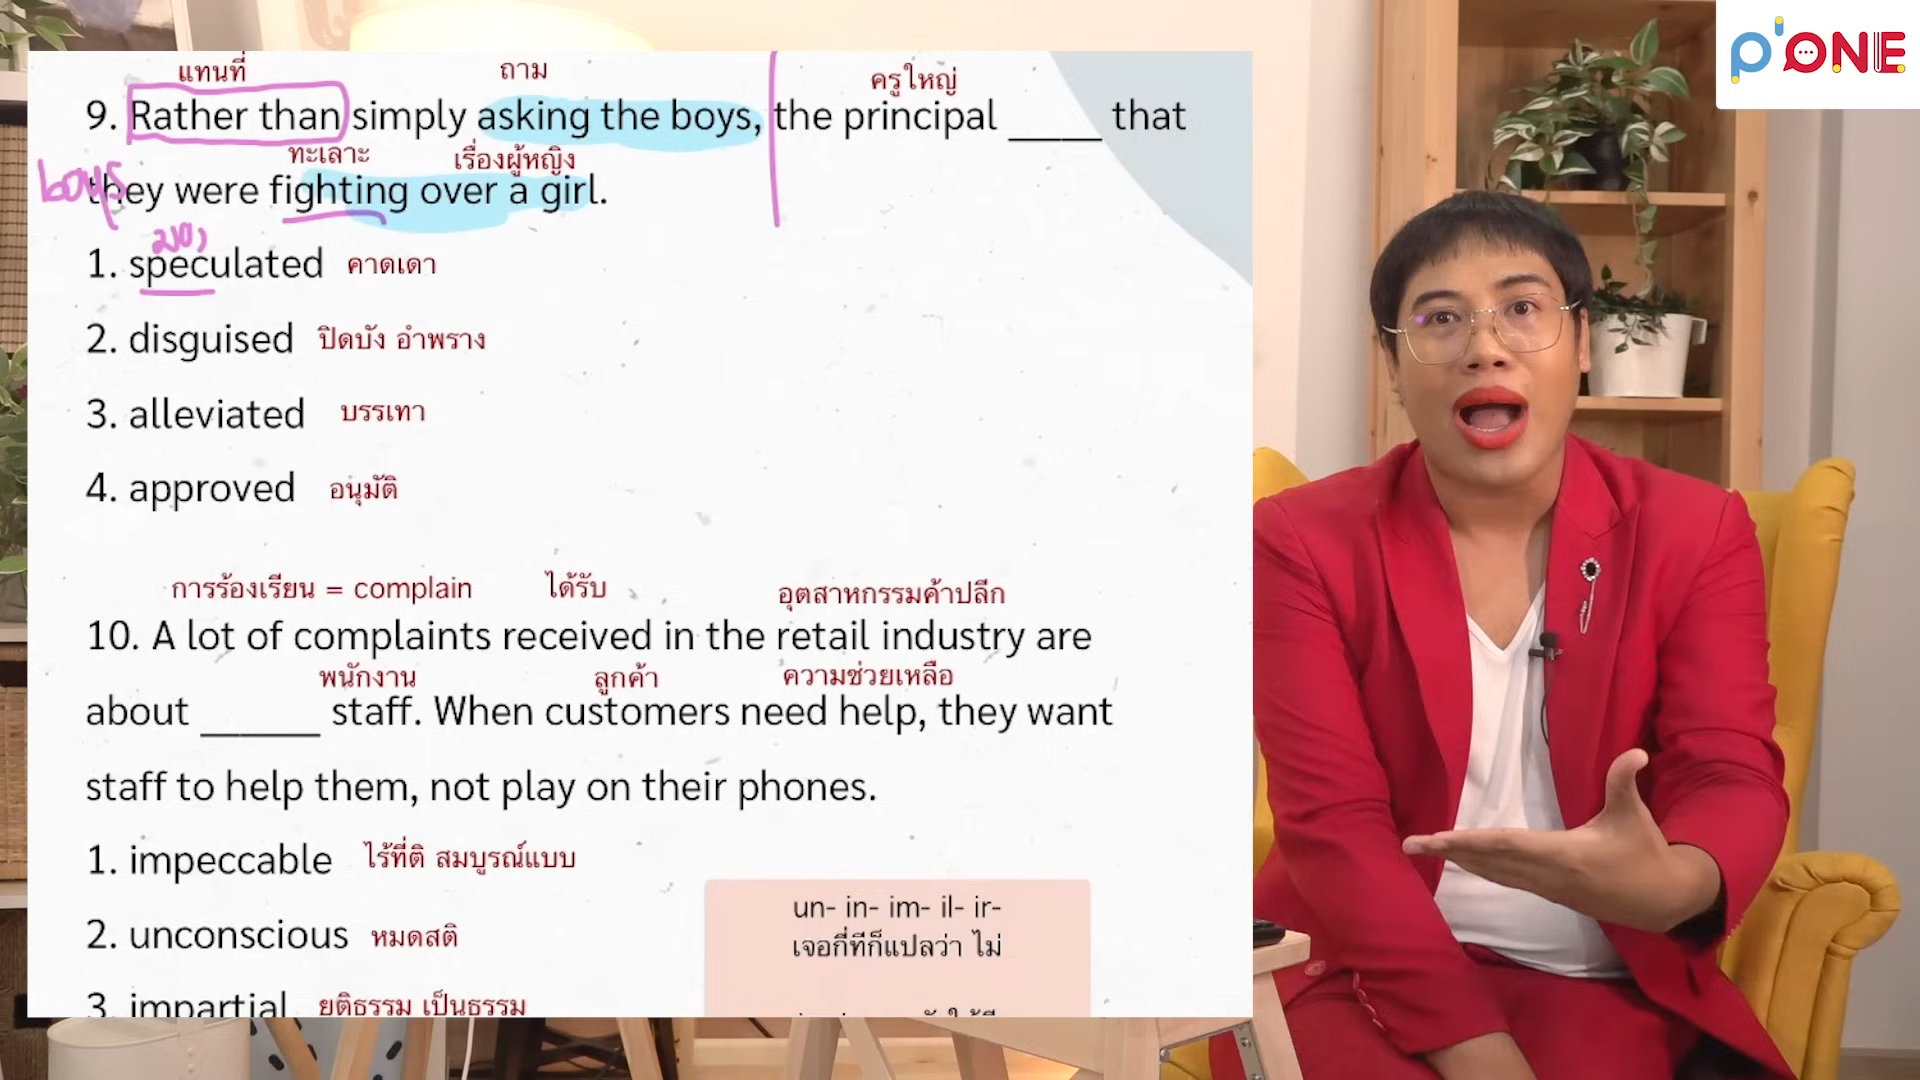 P'ONE
แทนที่ ถาม ครูใหญ่
9. Rather than simply asking the boys, the principal _____ that
boys ทะเลาะ เรื่องผู้หญิง
they were fighting over a girl.
มอง
1. speculated คาดเดา
2. disguised ปิดบัง อำพราง
3. alleviated บรรเทา
4. approved อนุมัติ
การร้องเรียน = complain ได้รับ อุตสาหกรรมค้าปลีก
10. A lot of complaints received in the retail industry are
พนักงาน ลูกค้า ความช่วยเหลือ
about ______ staff. When customers need help, they want
staff to help them, not play on their phones.
1. impeccable ไร้ที่ติ สมบูรณ์แบบ
2. unconscious หมดสติ
3. impartial ยุติธรรม เป็นธรรม
un- in- im- il- ir-
เจอกี่ทีก็แปลว่า ไม่